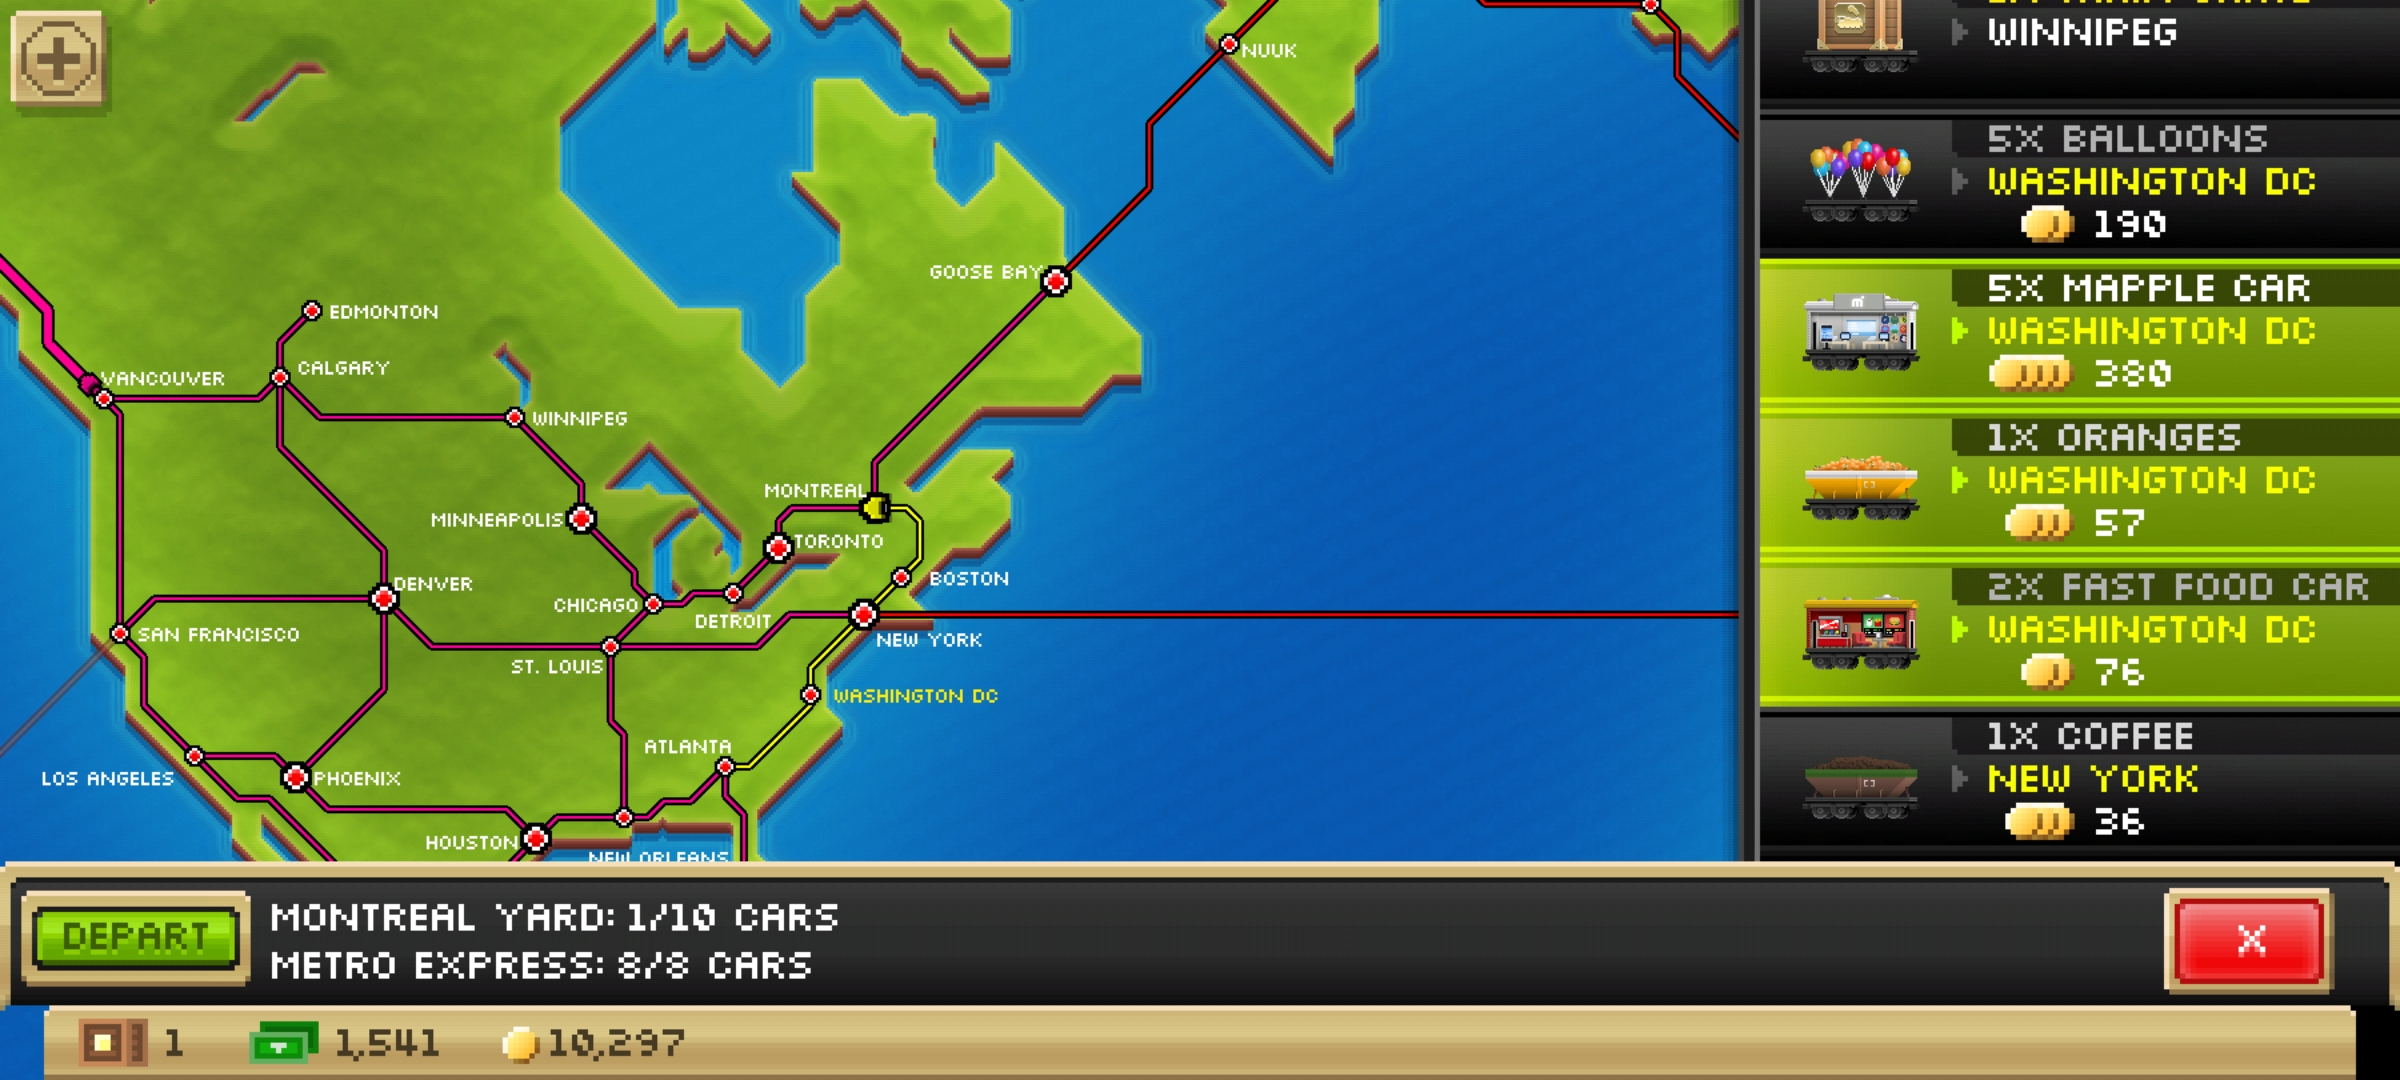 NUUK
GOOSE BAY
EDMONTON
CALGARY
VANCOUVER
WINNIPEG
MONTREAL
MINNEAPOLIS
TORONTO
BOSTON
DENVER
CHICAGO
DETROIT
SAN FRANCISCO
NEW YORK
ST. LOUIS
WASHINGTON DC
ATLANTA
LOS ANGELES
PHOENIX
HOUSTON
NEW ORLEANS
WINNIPEG
5X BALLOONS
WASHINGTON DC
190
5X MAPPLE CAR
WASHINGTON DC
380
1X ORANGES
WASHINGTON DC
57
2X FAST FOOD CAR
WASHINGTON DC
76
1X COFFEE
NEW YORK
36
DEPART
MONTREAL YARD: 1/10 CARS
METRO EXPRESS: 8/8 CARS
X
1
1,541
10,297